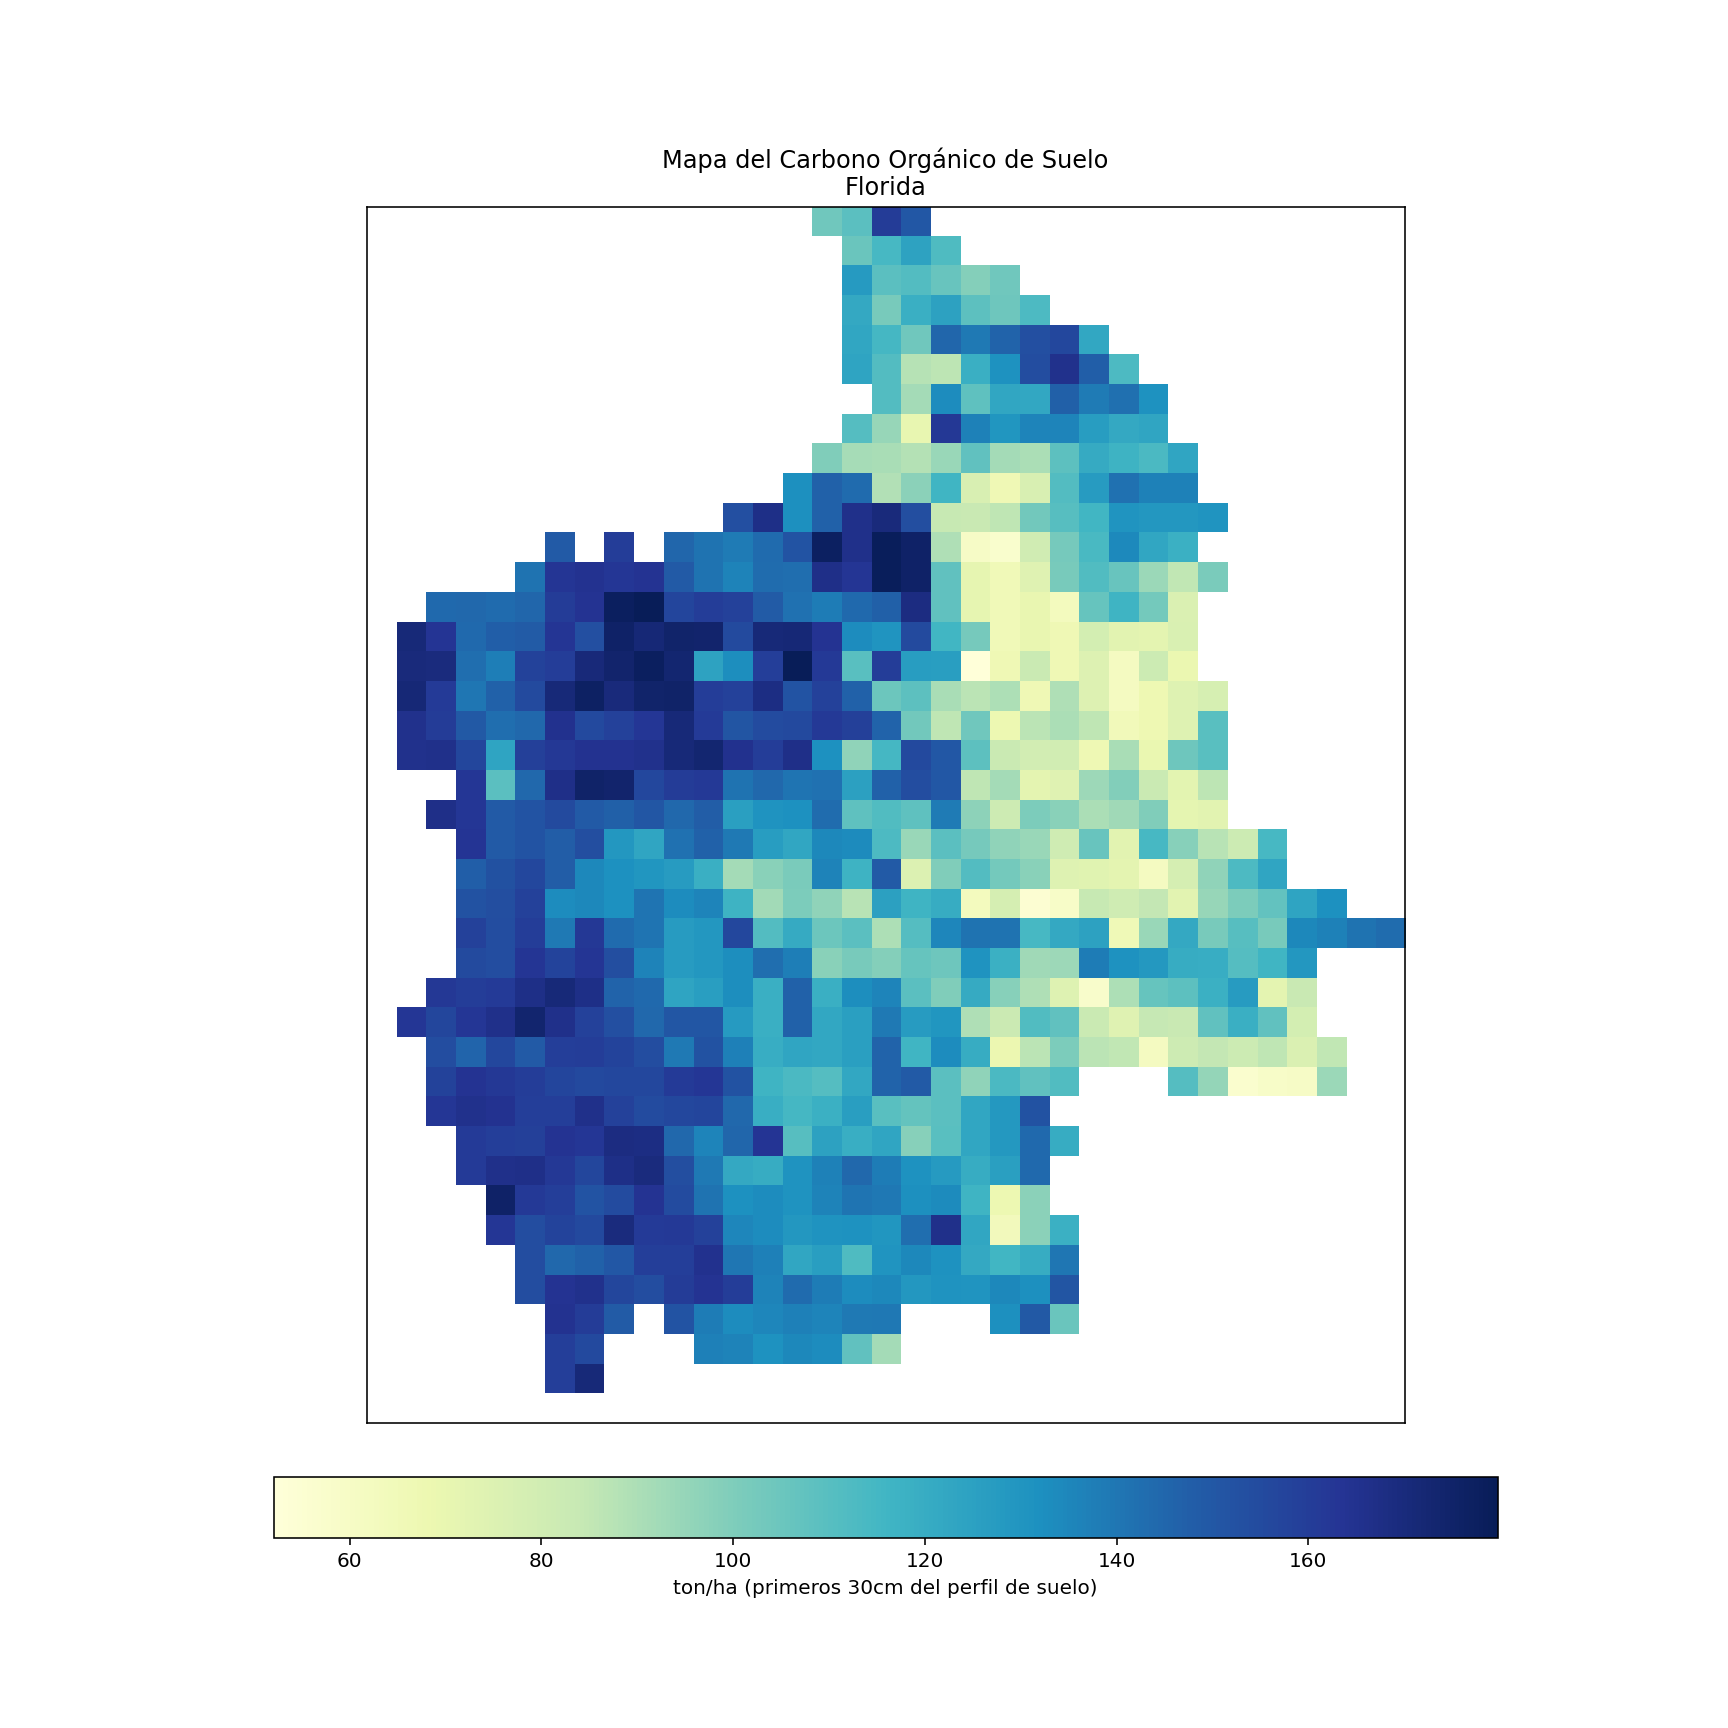 Mapa del Carbono Orgánico de Suelo
Florida
60 80 100 120 140 160
ton/ha (primeros 30cm del perfil de suelo)